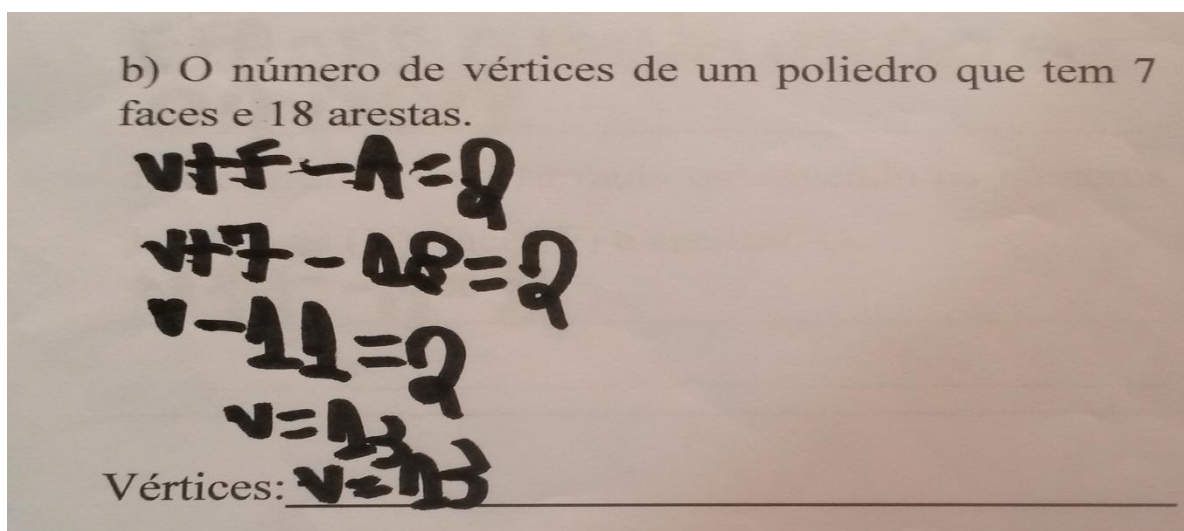 b) O número de vértices de um poliedro que tem 7
faces e 18 arestas.
V+F-A=2
V+7-18=2
V-11=2
V=13
Vértices: V=13